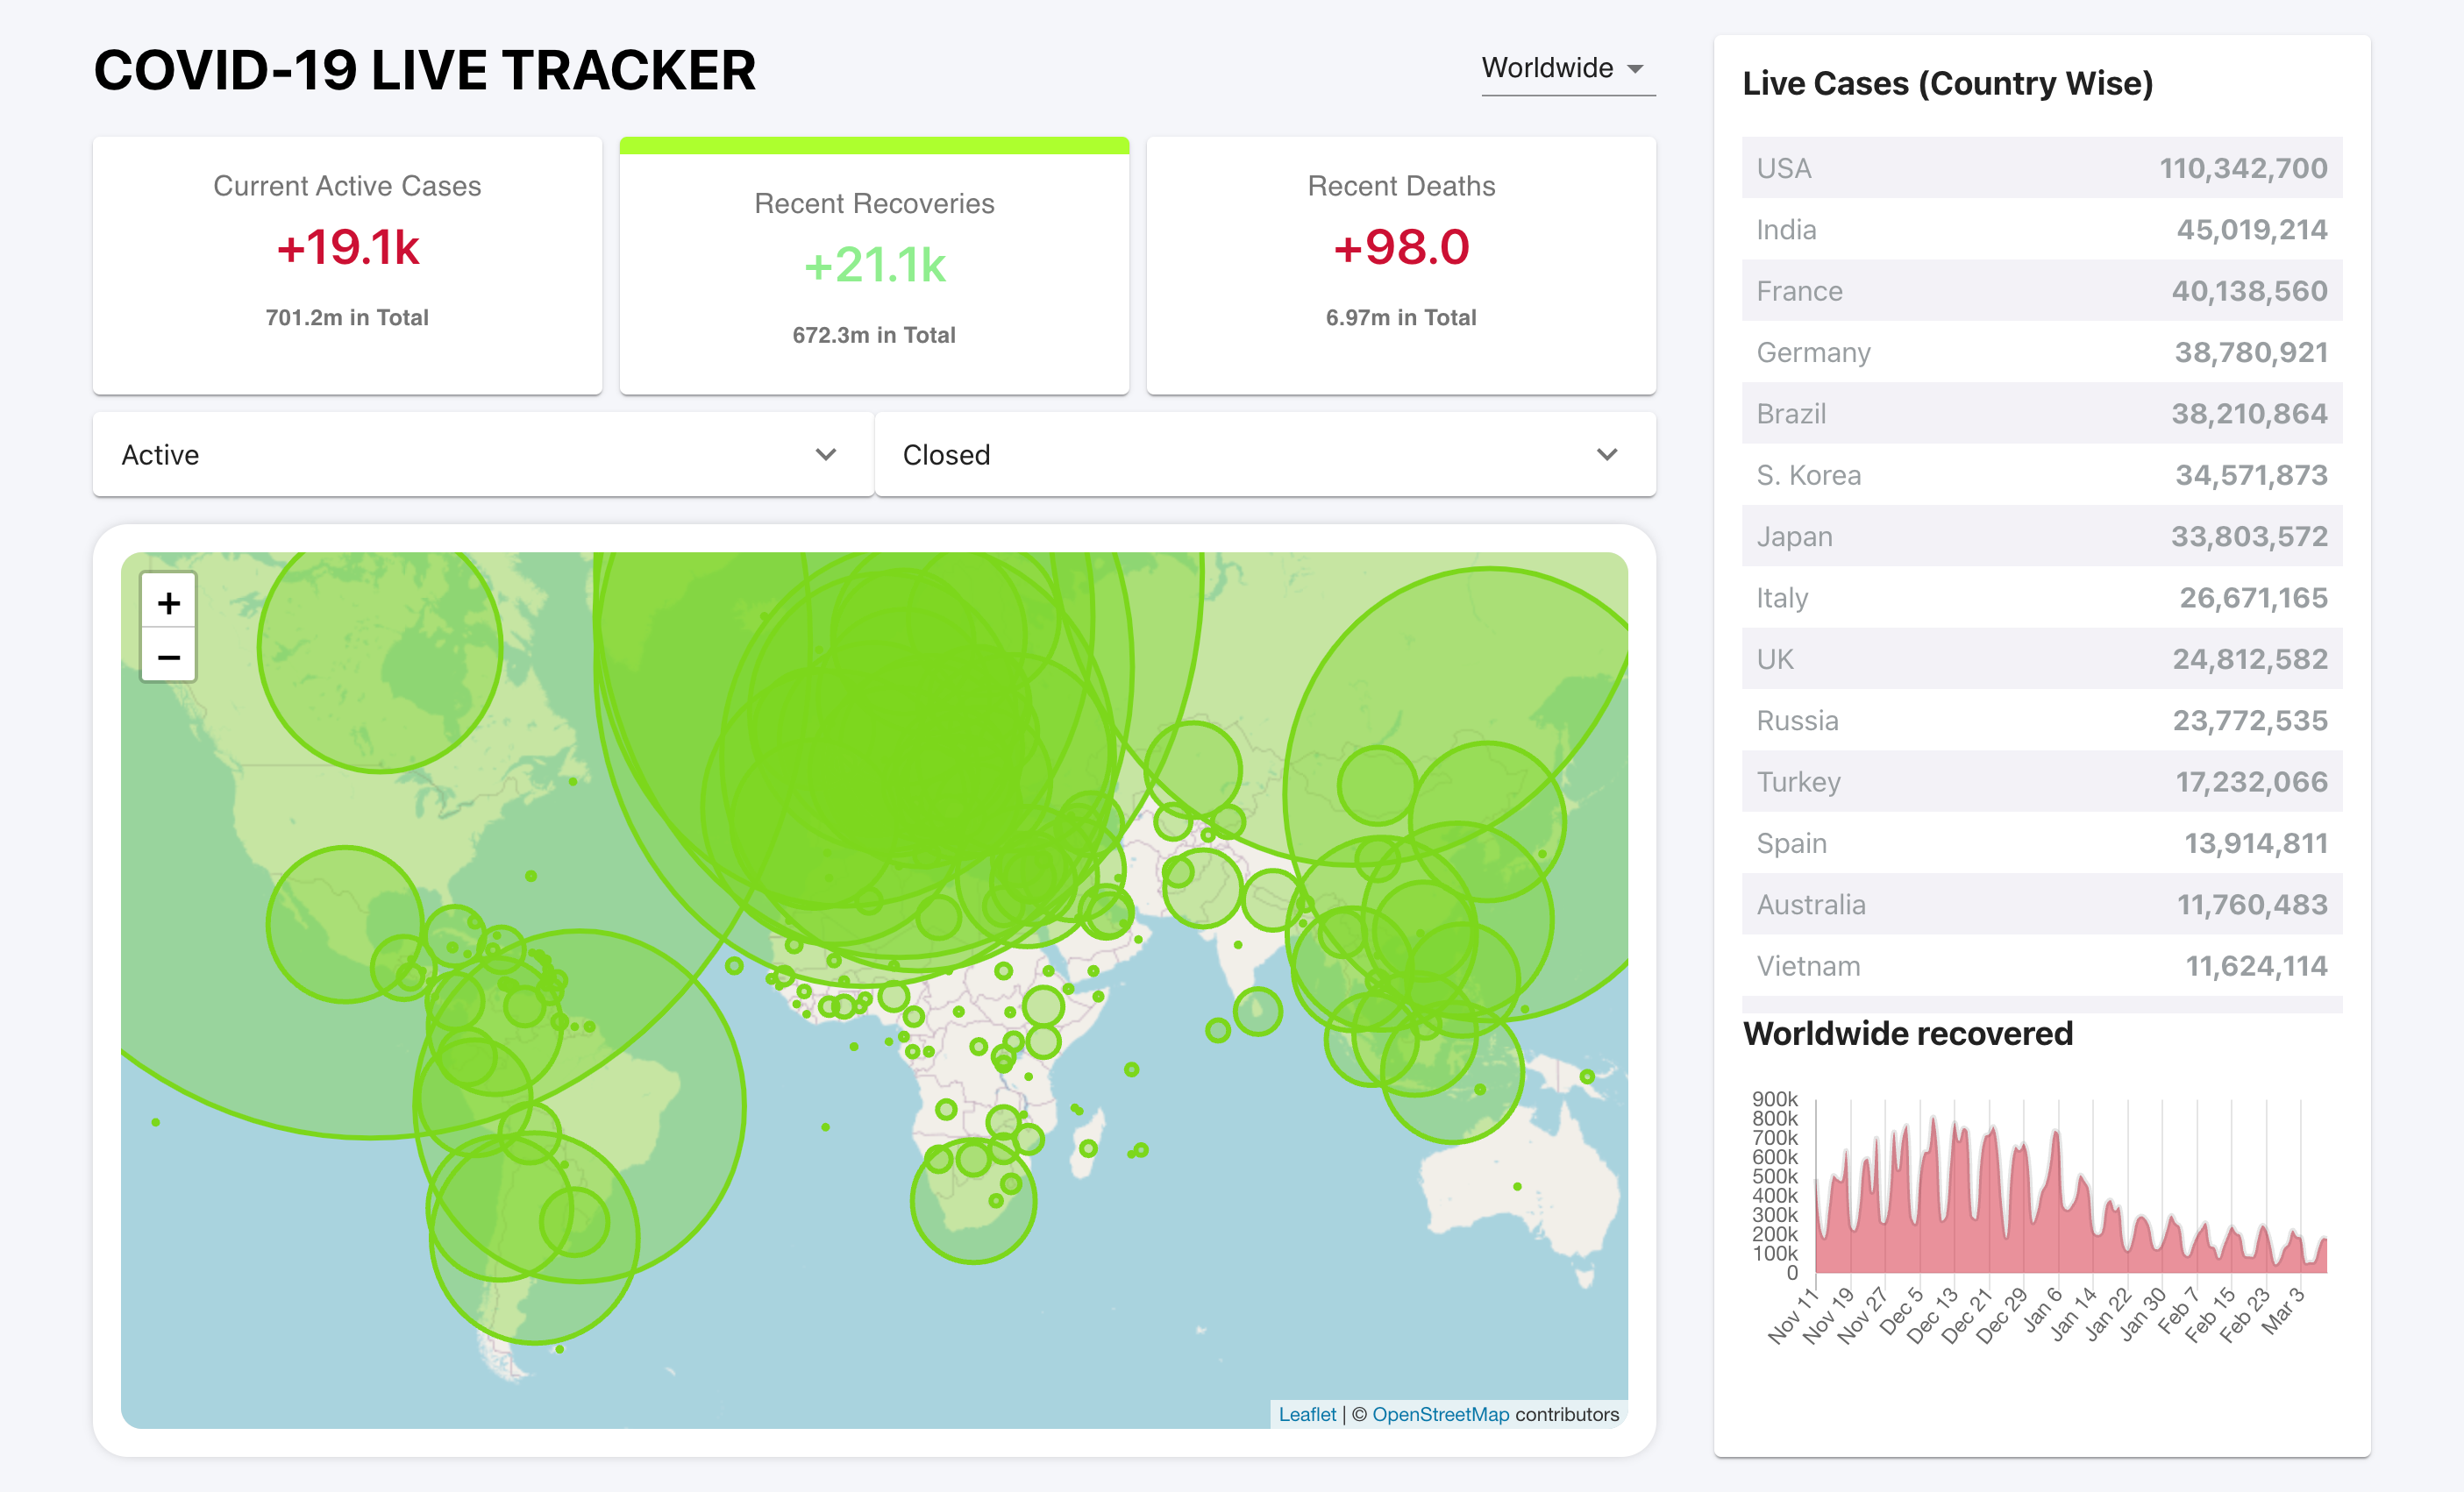 COVID-19 LIVE TRACKER
Worldwide
Current Active Cases
+19.1k
701.2m in Total
Recent Recoveries
+21.1k
672.3m in Total
Recent Deaths
+98.0
6.97m in Total
Active
Closed
+
−
Leaflet | © OpenStreetMap contributors
Live Cases (Country Wise)
USA 110,342,700
India 45,019,214
France 40,138,560
Germany 38,780,921
Brazil 38,210,864
S. Korea 34,571,873
Japan 33,803,572
Italy 26,671,165
UK 24,812,582
Russia 23,772,535
Turkey 17,232,066
Spain 13,914,811
Australia 11,760,483
Vietnam 11,624,114
Worldwide recovered
900k
800k
700k
600k
500k
400k
300k
200k
100k
0
Nov 11
Nov 19
Nov 27
Dec 5
Dec 13
Dec 21
Dec 29
Jan 6
Jan 14
Jan 22
Jan 30
Feb 7
Feb 15
Feb 23
Mar 3